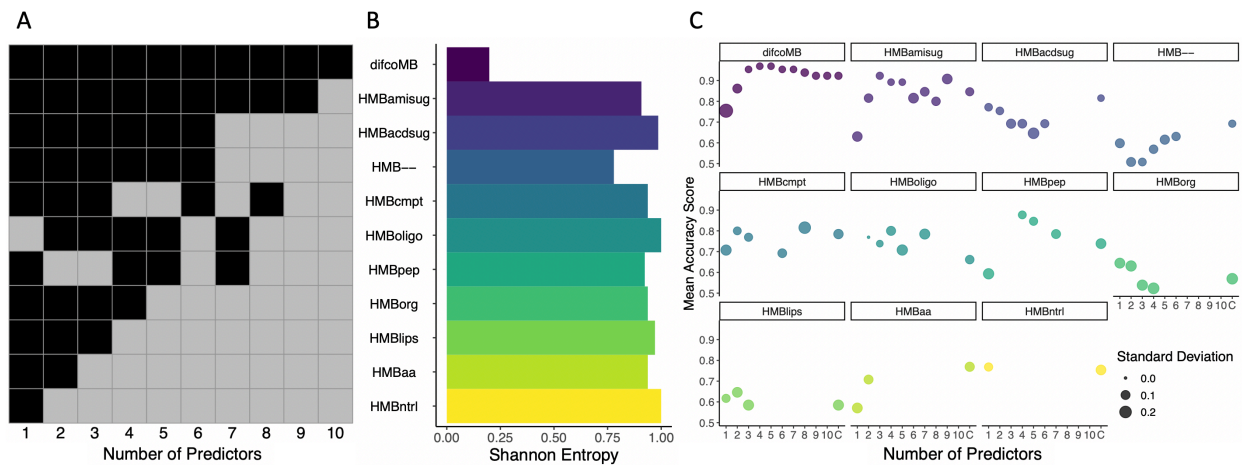 A
1 2 3 4 5 6 7 8 9 10
Number of Predictors
B
difcoMB
HMBamisug
HMBacdsug
HMB−−
HMBcmpt
HMBoligo
HMBpep
HMBorg
HMBlips
HMBaa
HMBntrl
0.00 0.25 0.50 0.75 1.00
Shannon Entropy
C
Mean Accuracy Score
difcoMB HMBamisug HMBacdsug HMB−−
0.9
0.8
0.7
0.6
0.5
HMBcmpt HMBoligo HMBpep HMBorg
0.9
0.8
0.7
0.6
0.5
1 2 3 4 5 6 7 8 9 10 C
HMBlips HMBaa HMBntrl
0.9
0.8
0.7
0.6
0.5
1 2 3 4 5 6 7 8 9 10 C 1 2 3 4 5 6 7 8 9 10 C 1 2 3 4 5 6 7 8 9 10 C
Number of Predictors
Standard Deviation
0.0
0.1
0.2